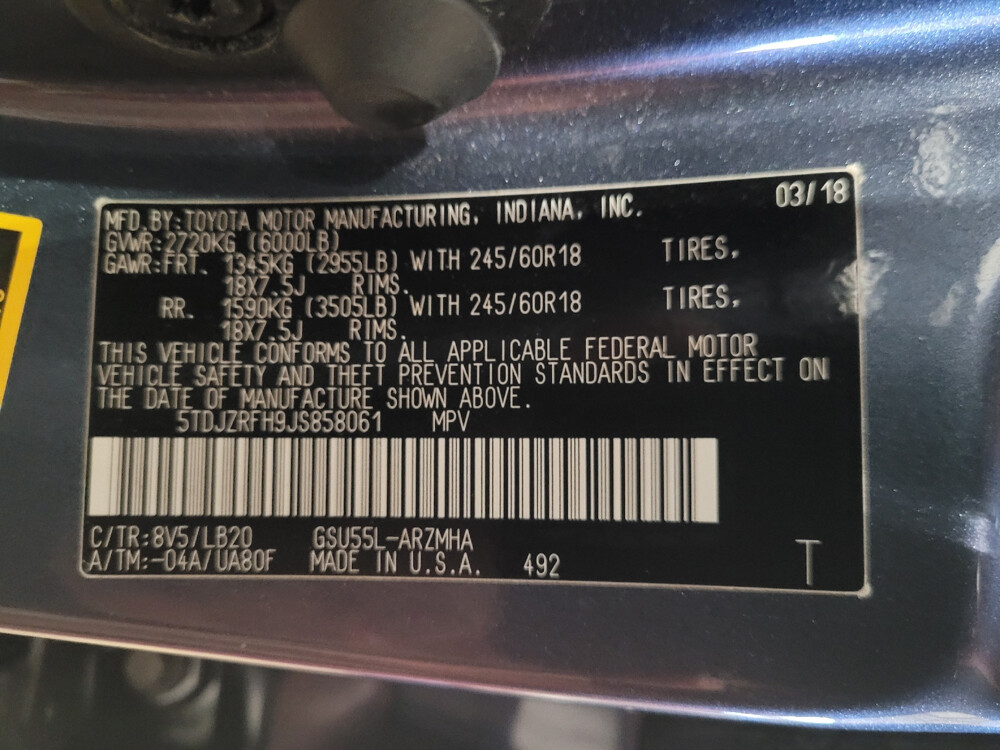 03/18
MFD.BY:TOYOTA MOTOR MANUFACTURING, INDIANA, INC.
GVWR:2720KG (6000LB)
GAWR:FRT. 1345KG (2955LB) WITH 245/60R18 TIRES,
18X7.5J RIMS.
RR. 1590KG (3505LB) WITH 245/60R18 TIRES,
18X7.5J RIMS.
THIS VEHICLE CONFORMS TO ALL APPLICABLE FEDERAL MOTOR
VEHICLE SAFETY AND THEFT PREVENTION STANDARDS IN EFFECT ON
THE DATE OF MANUFACTURE SHOWN ABOVE.
5TDJZRFH9JS858061 MPV
C/TR:8V5/LB20 GSU55L-ARZMHA
A/TM:-04A/UA80F MADE IN U.S.A. 492 T